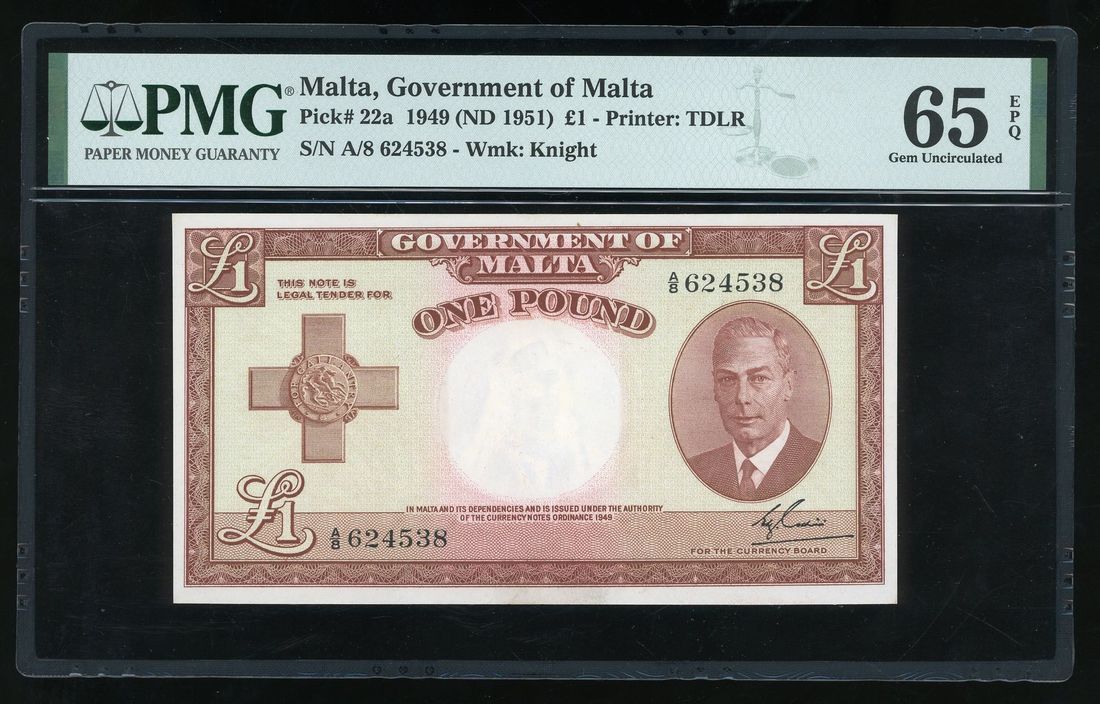 PMG®
PAPER MONEY GUARANTY
Malta, Government of Malta
Pick# 22a 1949 (ND 1951) £1 - Printer: TDLR
S/N A/8 624538 - Wmk: Knight
65 EPQ
Gem Uncirculated
GOVERNMENT OF
MALTA
£1
£1
THIS NOTE IS
LEGAL TENDER FOR
A/8 624538
ONE POUND
FOR GALLANTRY
IN MALTA AND ITS DEPENDENCIES AND IS ISSUED UNDER THE AUTHORITY
OF THE CURRENCY NOTES ORDINANCE 1949
£1
A/8 624538
FOR THE CURRENCY BOARD